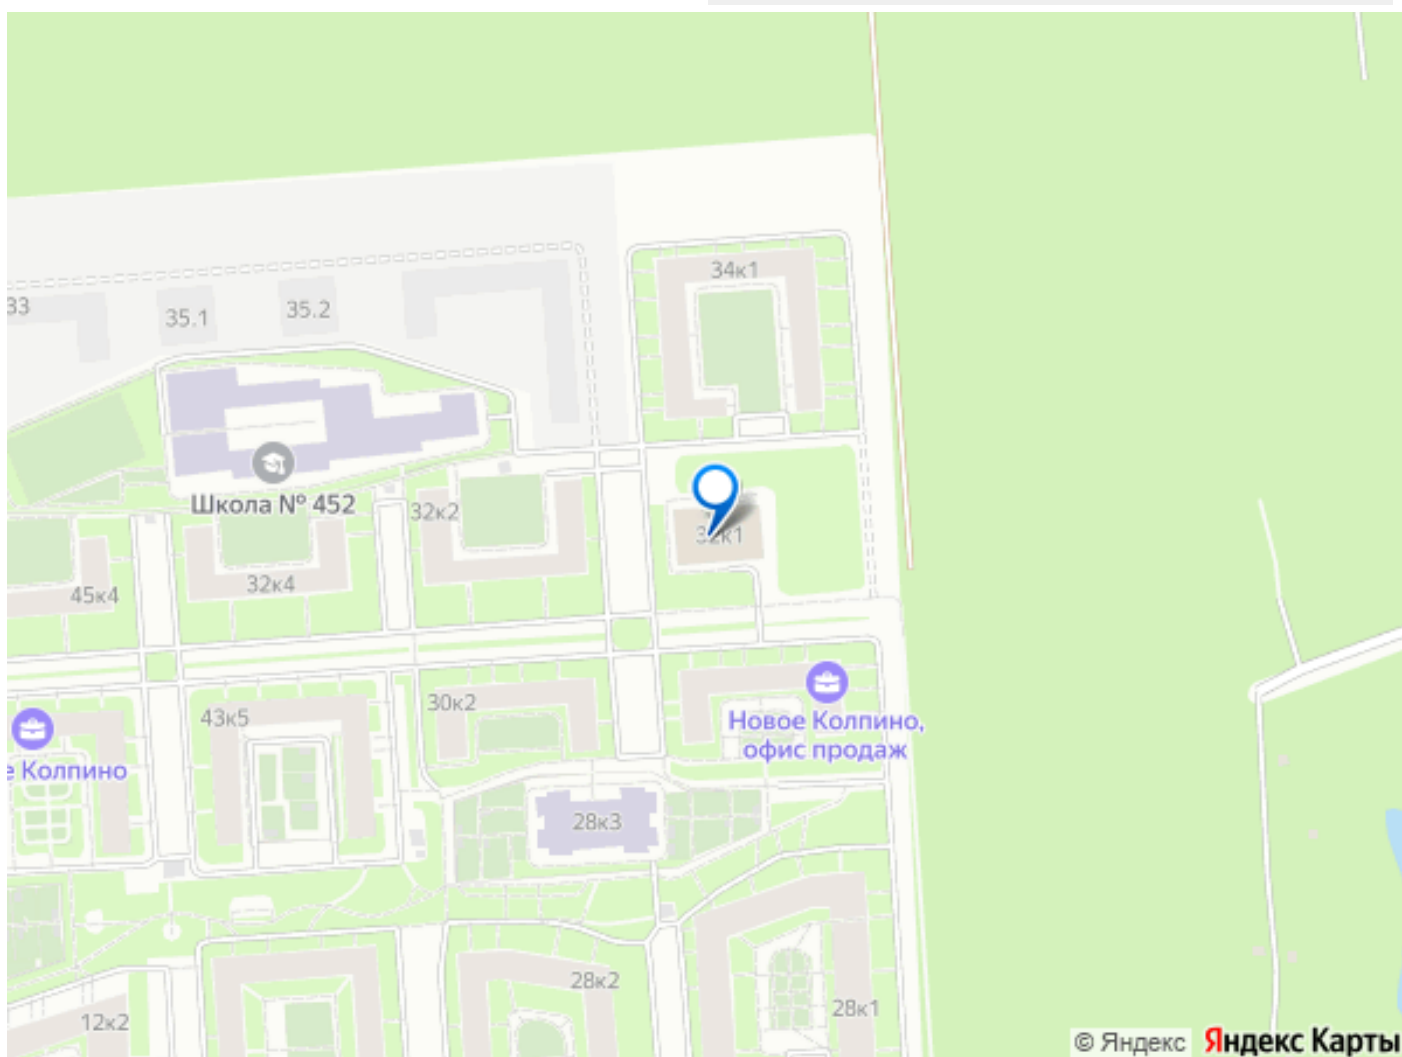 34к1
33
35.1
35.2
Школа № 452
32к2
32к1
32к4
45к4
30к2
43к5
Новое Колпино,
офис продаж
е Колпино
28к3
28к2
28к1
12к2
© Яндекс Яндекс Карты